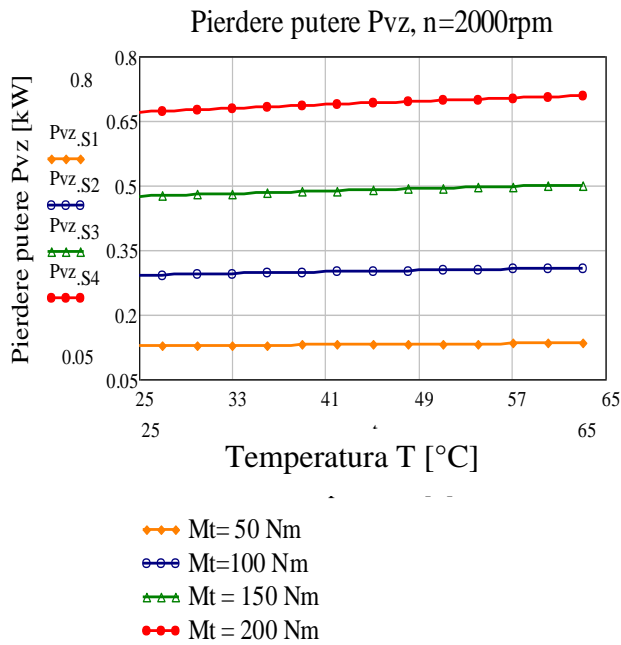 Pierdere putere Pvz, n=2000rpm
Pierdere putere Pvz [kW]
0.8
Pvz.S1
Pvz.S2
Pvz.S3
Pvz.S4
0.05
0.8
0.65
0.5
0.35
0.2
0.05
25 33 41 49 57 65
25 65
Temperatura T [°C]
Mt= 50 Nm
Mt=100 Nm
Mt = 150 Nm
Mt = 200 Nm